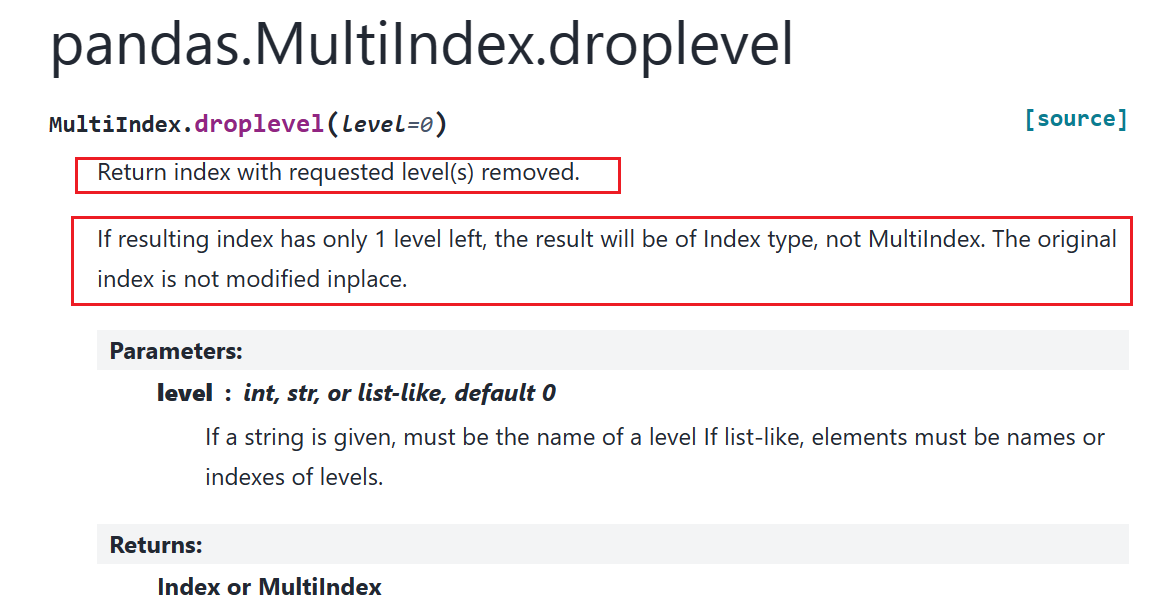 pandas.MultiIndex.droplevel
MultiIndex.droplevel(level=0) [source]
Return index with requested level(s) removed.
If resulting index has only 1 level left, the result will be of Index type, not MultiIndex. The original
index is not modified inplace.
Parameters:
level : int, str, or list-like, default 0
If a string is given, must be the name of a level If list-like, elements must be names or
indexes of levels.
Returns:
Index or MultiIndex